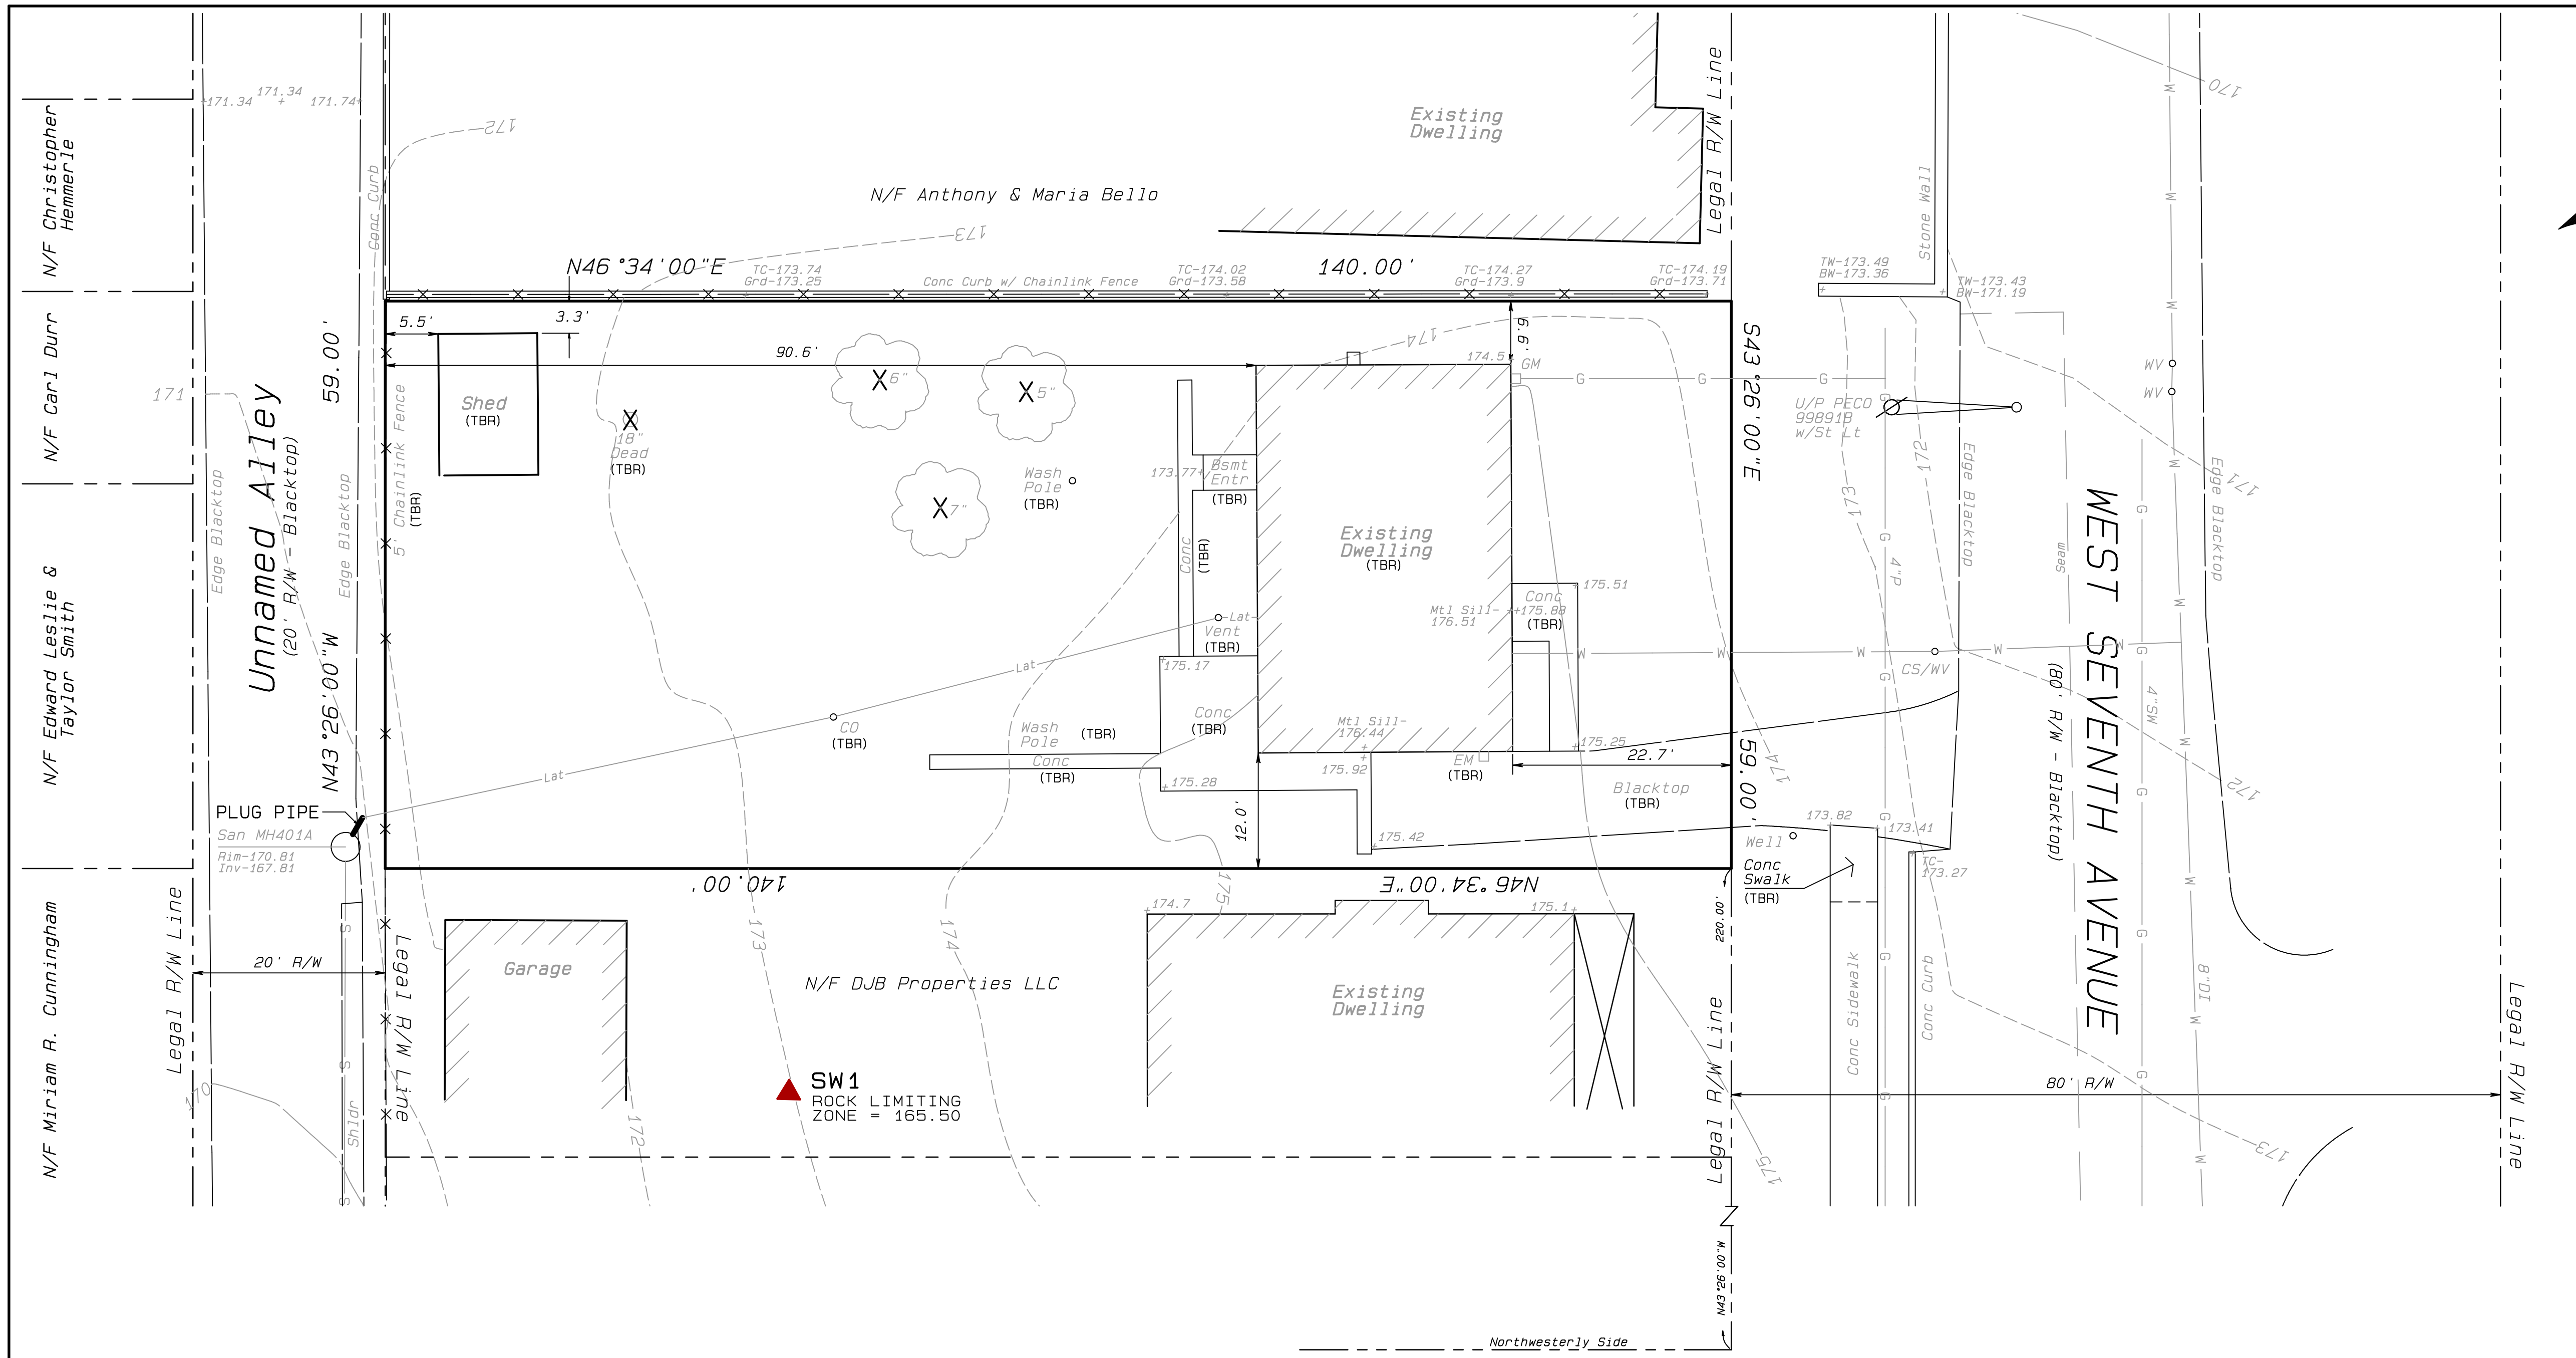 N/F Christopher
Hemmerle
N/F Carl Durr
N/F Edward Leslie &
Taylor Smith
N/F Miriam R. Cunningham
Legal R/W Line
171.34
171.34
171.74
171
Edge Blacktop
Unnamed Alley
(20' R/W - Blacktop)
Edge Blacktop
59.00'
N43°26'00"W
PLUG PIPE
San MH401A
Rim-170.81
Inv-167.81
20' R/W
170
S
S
S
Shldr
Legal R/W Line
Conc Curb
172
N/F Anthony & Maria Bello
173
Existing
Dwelling
Legal R/W Line
N46°34'00"E
TC-173.74
Grd-173.25
Conc Curb w/ Chainlink Fence
TC-174.02
Grd-173.58
140.00'
TC-174.27
Grd-173.9
TC-174.19
Grd-173.71
5.5'
3.3'
90.6'
6.6'
Shed
(TBR)
5' Chainlink Fence
(TBR)
18"
Dead
(TBR)
6"
5"
7"
Wash
Pole
(TBR)
173.77
Bsmt
Entr
(TBR)
Conc
(TBR)
174
174.5
GM
G
G
G
Existing
Dwelling
(TBR)
Mtl Sill-
176.51
175.88
Conc
(TBR)
175.51
Lat
Vent
(TBR)
Lat
Lat
CO
(TBR)
175.17
Conc
(TBR)
Wash
Pole
(TBR)
Conc
(TBR)
175.28
Mtl Sill-
176.44
175.92
EM
(TBR)
175.25
22.7'
Blacktop
(TBR)
12.0'
175.42
140.00'
N46°34'00"E
175
174.7
175.1
Garage
N/F DJB Properties LLC
Existing
Dwelling
SW1
ROCK LIMITING
ZONE = 165.50
172
173
174
175
220.00'
Legal R/W Line
N43°26'00"W
Northwesterly Side
S43°26'00"E
59.00'
174
Well
Conc
Swalk
(TBR)
173.82
173.41
TC-
173.27
Conc Sidewalk
Conc Curb
TW-173.49
BW-173.36
Stone Wall
TW-173.43
BW-171.19
U/P PECO
99891B
w/St Lt
173
172
G
G
4"P
G
G
G
G
W
W
W
CS/WV
W
W
Edge Blacktop
Seam
WV
WV
170
171
172
173
WEST SEVENTH AVENUE
(80' R/W - Blacktop)
G
G
4"SW
G
G
G
W
W
W
W
W
W
W
8"DI
W
W
Edge Blacktop
80' R/W
Legal R/W Line